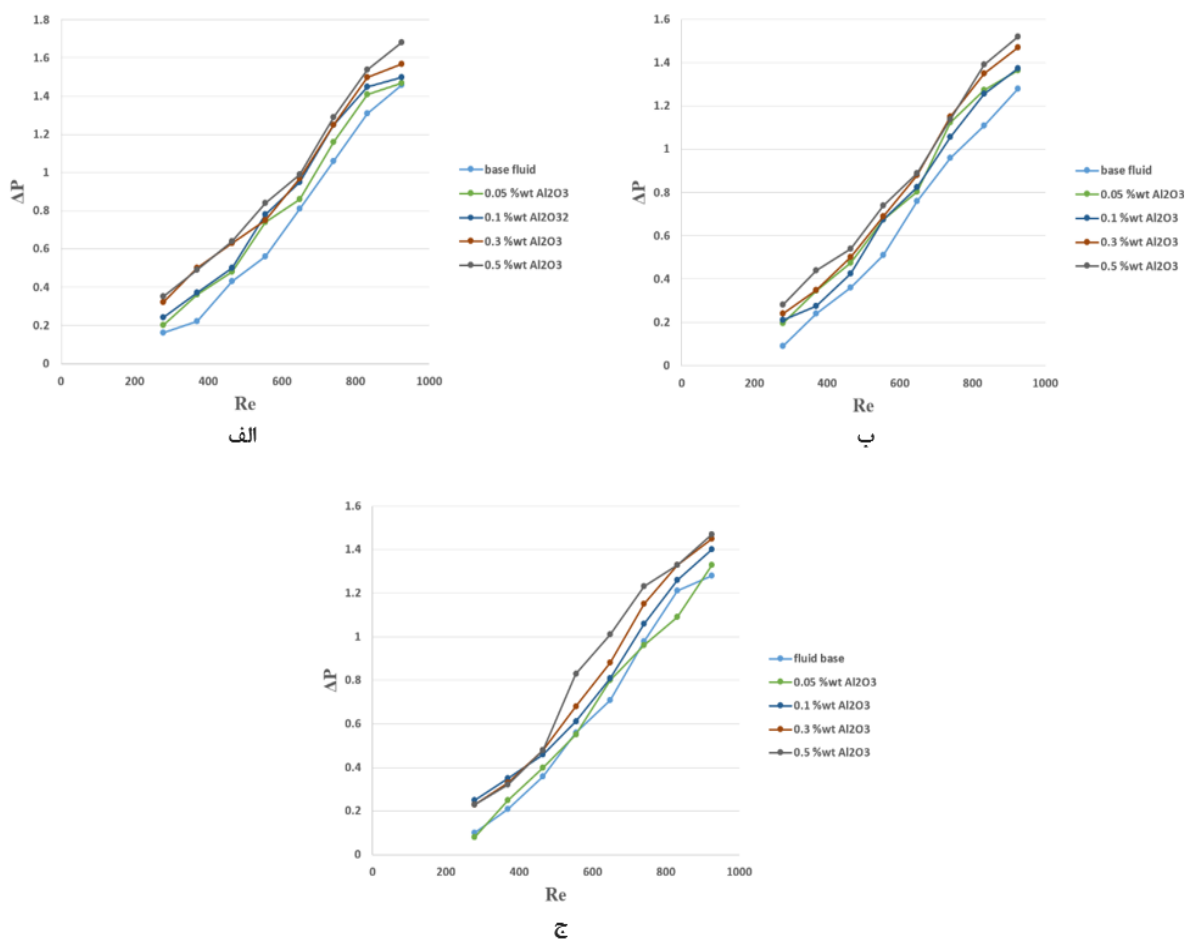 1.8
1.6
1.4
1.2
1
0.8
0.6
0.4
0.2
0
0 200 400 600 800 1000
ΔP
Re
base fluid
0.05 %wt Al2O3
0.1 %wt Al2O32
0.3 %wt Al2O3
0.5 %wt Al2O3
الف
1.6
1.4
1.2
1
0.8
0.6
0.4
0.2
0
0 200 400 600 800 1000
ΔP
Re
base fluid
0.05 %wt Al2O3
0.1 %wt Al2O3
0.3 %wt Al2O3
0.5 %wt Al2O3
ب
1.6
1.4
1.2
1
0.8
0.6
0.4
0.2
0
0 200 400 600 800 1000
ΔP
Re
fluid base
0.05 %wt Al2O3
0.1 %wt Al2O3
0.3 %wt Al2O3
0.5 %wt Al2O3
ج